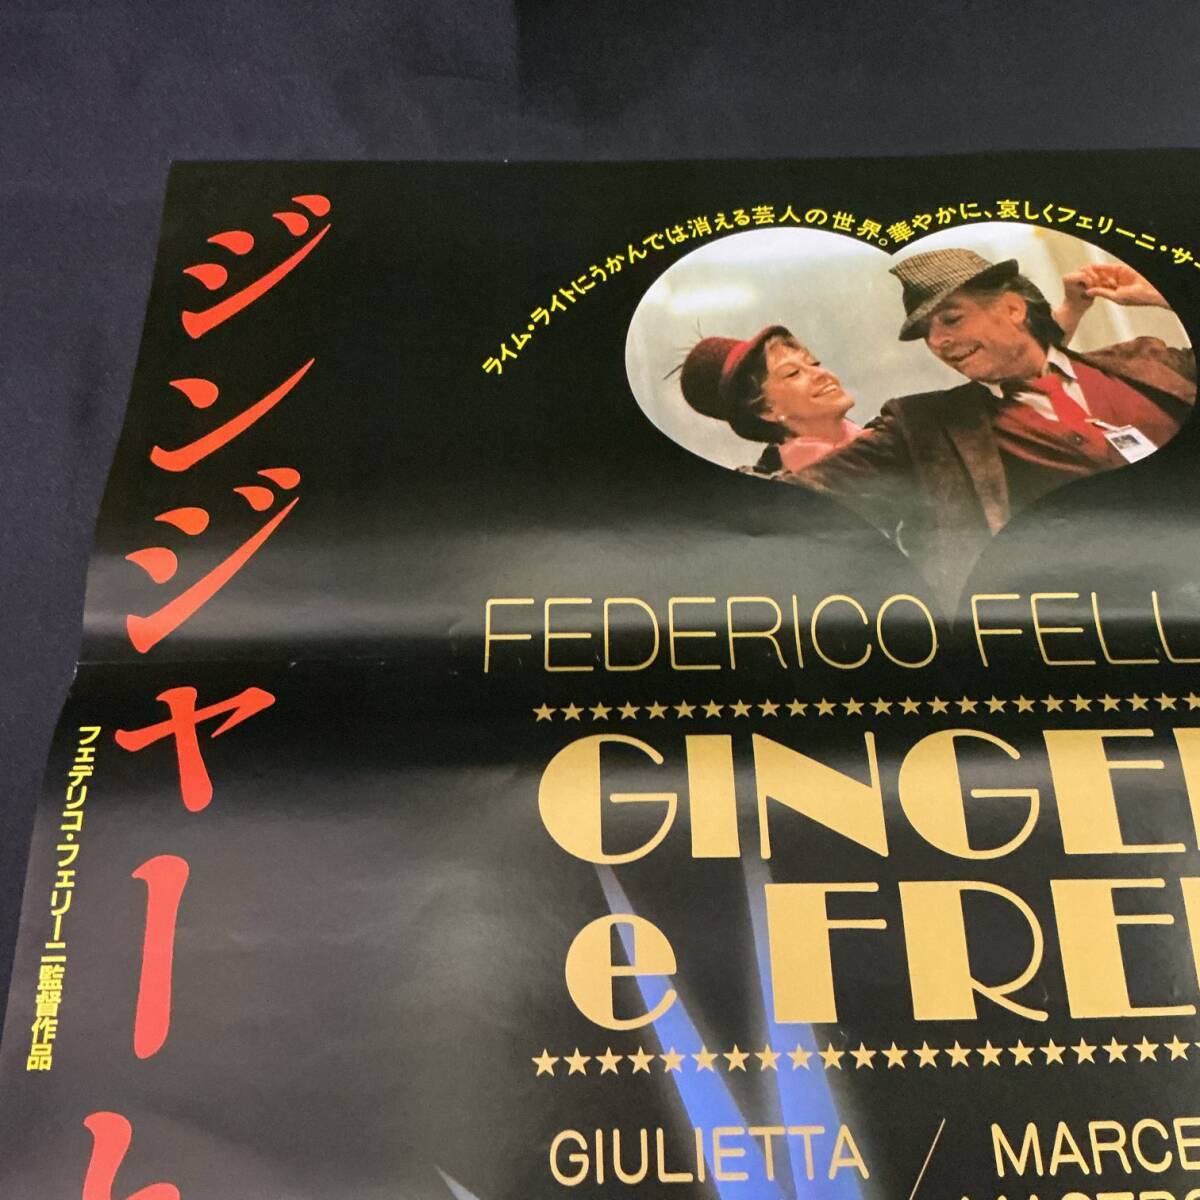 ライム・ライトにうかんでは消える芸人の世界。華やかに、哀しくフェリーニ・サー
ジンジャーと
フェデリコ・フェリーニ監督作品
FEDERICO FELL
GINGE
e FRE
GIULIETTA / MARCE